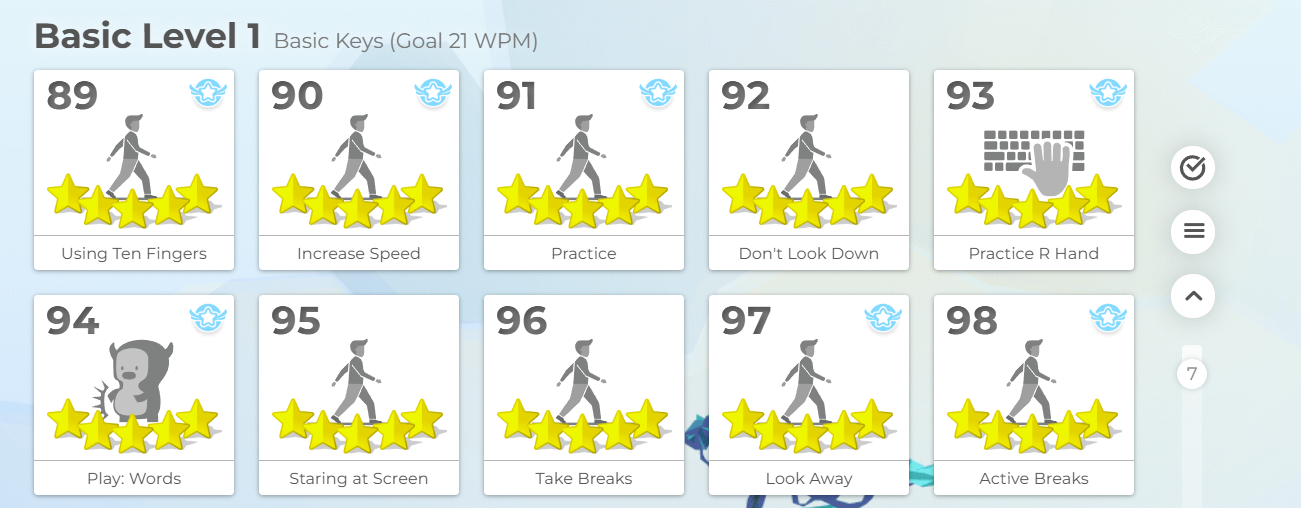 Basic Level 1 Basic Keys (Goal 21 WPM)
89
Using Ten Fingers
90
Increase Speed
91
Practice
92
Don't Look Down
93
Practice R Hand
94
Play: Words
95
Staring at Screen
96
Take Breaks
97
Look Away
98
Active Breaks
7